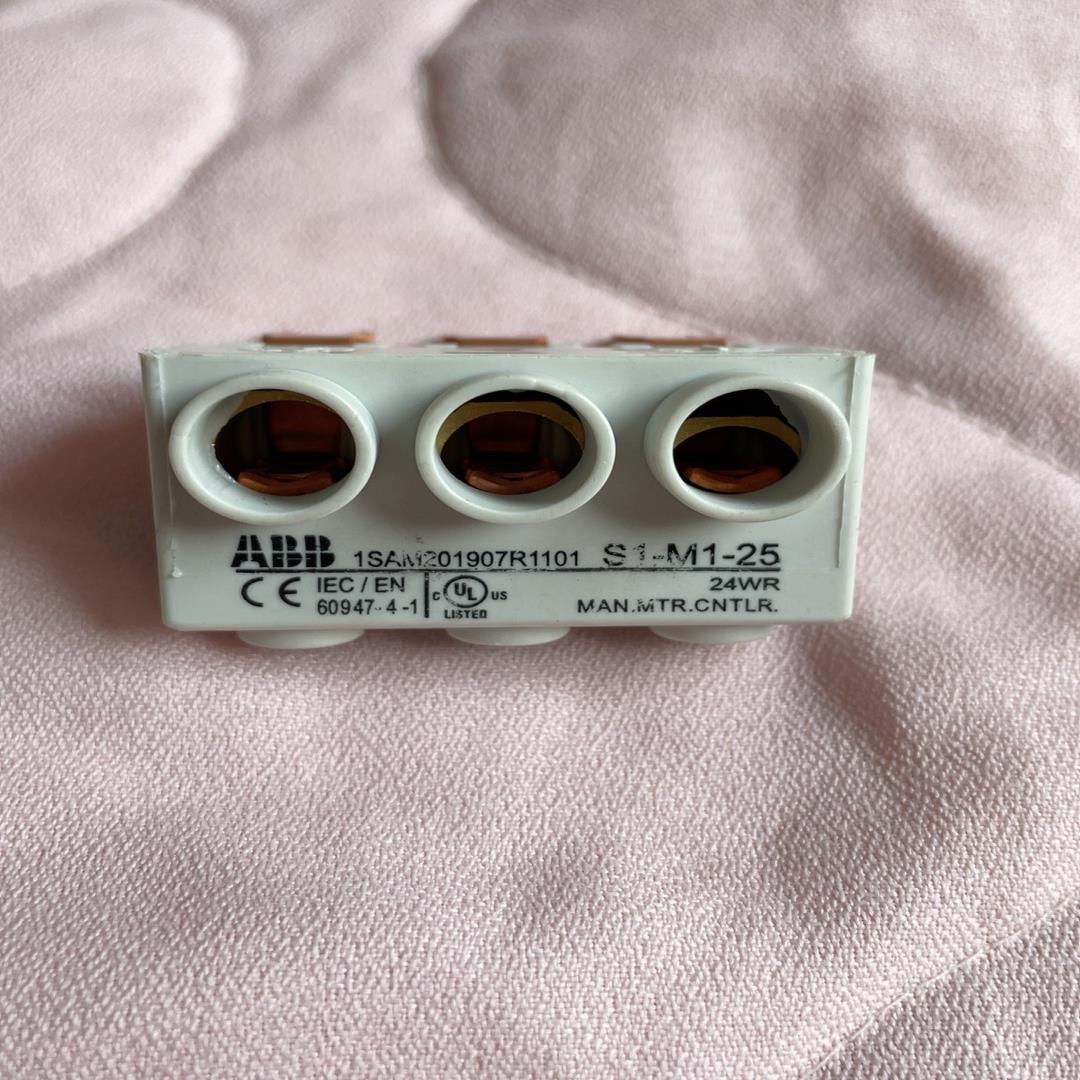 ABB 1SAM201907R1101 S1-M1-25
CE IEC / EN 24WR
60947-4-1 C UL US MAN.MTR.CNTLR.
LISTED